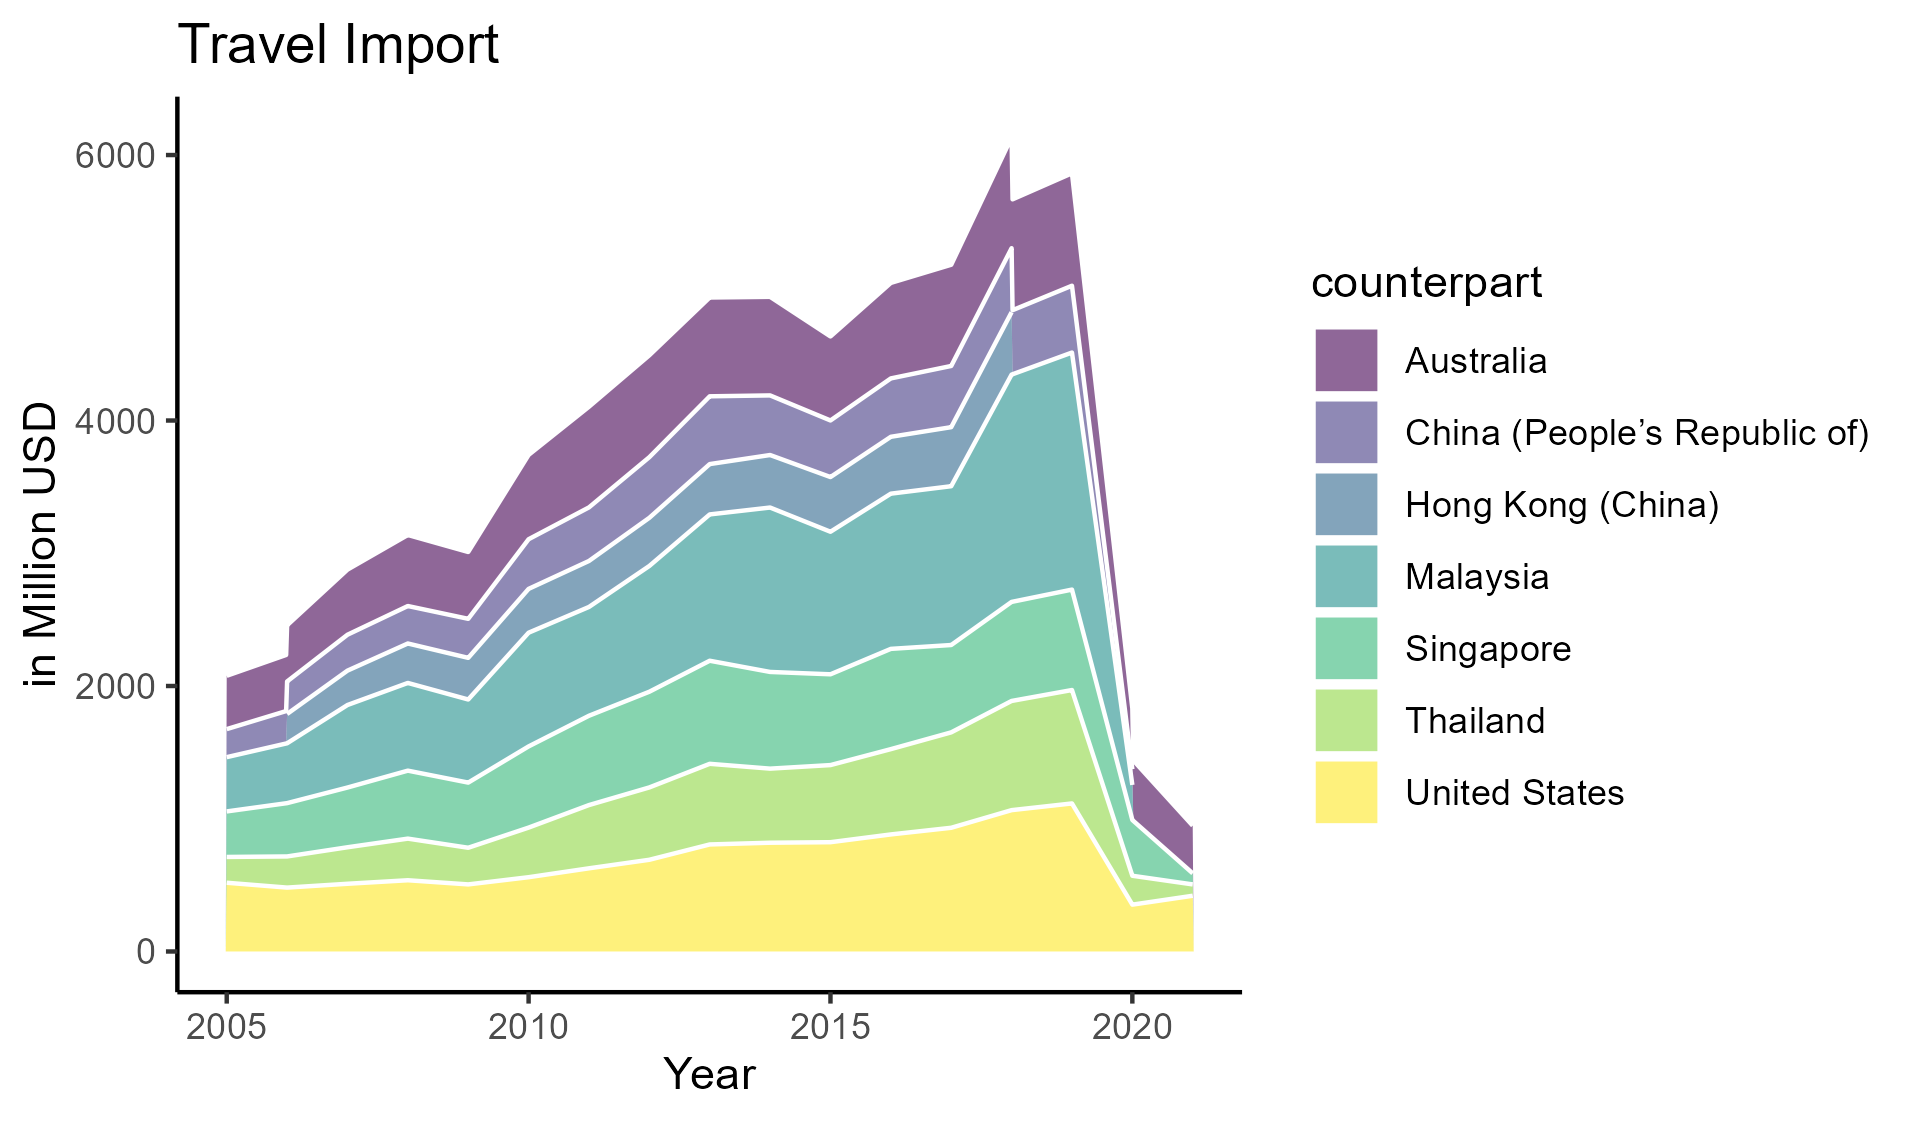 Travel Import
6000
4000
2000
0
in Million USD
2005 2010 2015 2020
Year
counterpart
Australia
China (People’s Republic of)
Hong Kong (China)
Malaysia
Singapore
Thailand
United States